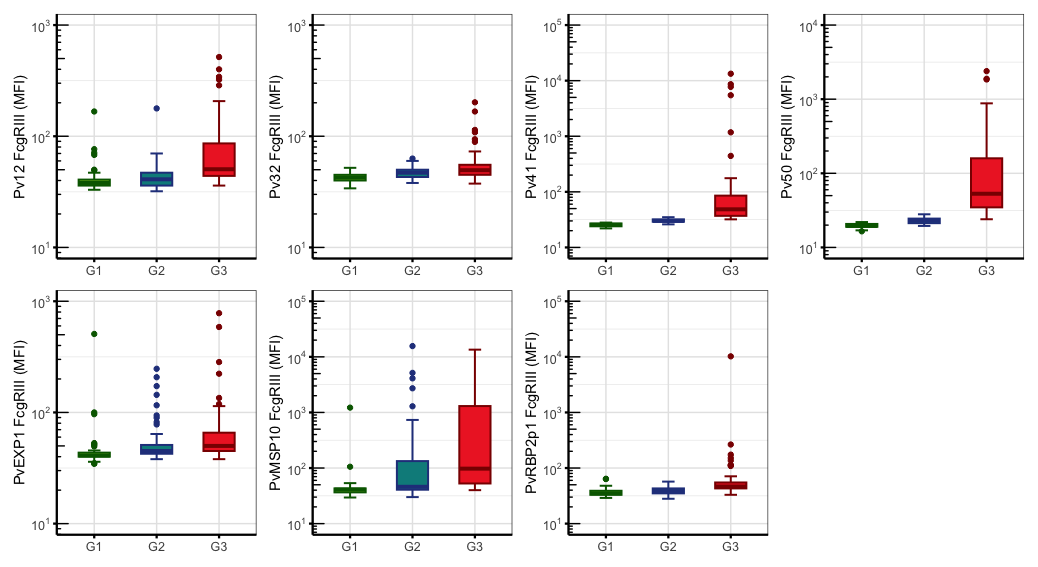 Pv12 FcgRIII (MFI)
10³
10²
10¹
G1 G2 G3
Pv32 FcgRIII (MFI)
10³
10²
10¹
G1 G2 G3
Pv41 FcgRIII (MFI)
10⁵
10⁴
10³
10²
10¹
G1 G2 G3
Pv50 FcgRIII (MFI)
10⁴
10³
10²
10¹
G1 G2 G3
PvEXP1 FcgRIII (MFI)
10³
10²
10¹
G1 G2 G3
PvMSP10 FcgRIII (MFI)
10⁵
10⁴
10³
10²
10¹
G1 G2 G3
PvRBP2p1 FcgRIII (MFI)
10⁵
10⁴
10³
10²
10¹
G1 G2 G3